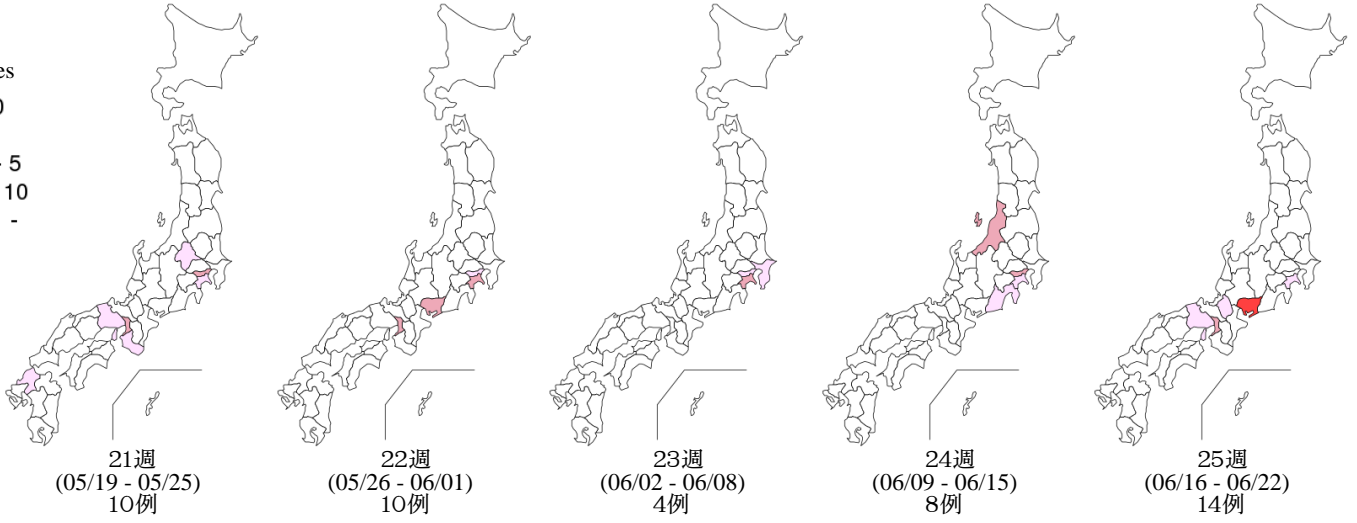 es
0
- 5
10
-
21週
(05/19 - 05/25)
10例
22週
(05/26 - 06/01)
10例
23週
(06/02 - 06/08)
4例
24週
(06/09 - 06/15)
8例
25週
(06/16 - 06/22)
14例